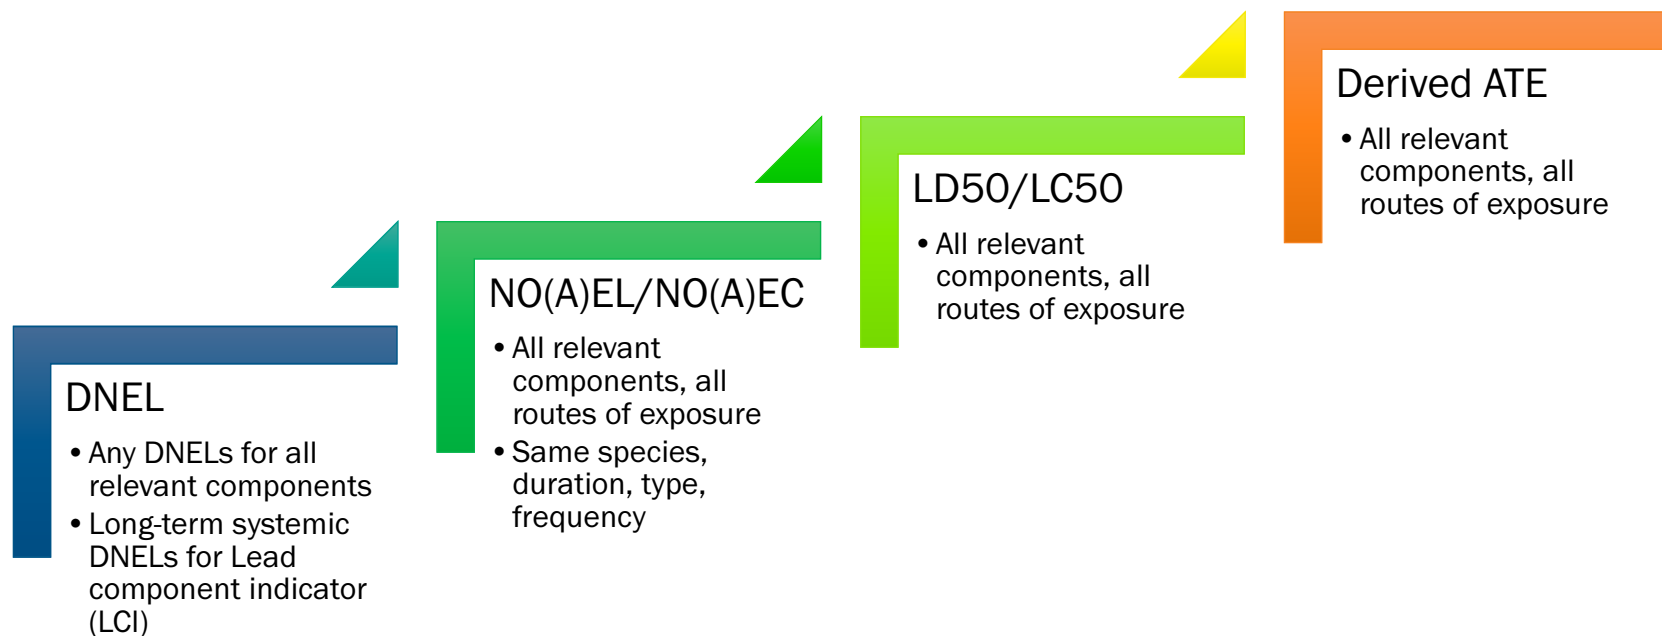 DNEL
• Any DNELs for all
relevant components
• Long-term systemic
DNELs for Lead
component indicator
(LCI)
NO(A)EL/NO(A)EC
• All relevant
components, all
routes of exposure
• Same species,
duration, type,
frequency
LD50/LC50
• All relevant
components, all
routes of exposure
Derived ATE
• All relevant
components, all
routes of exposure